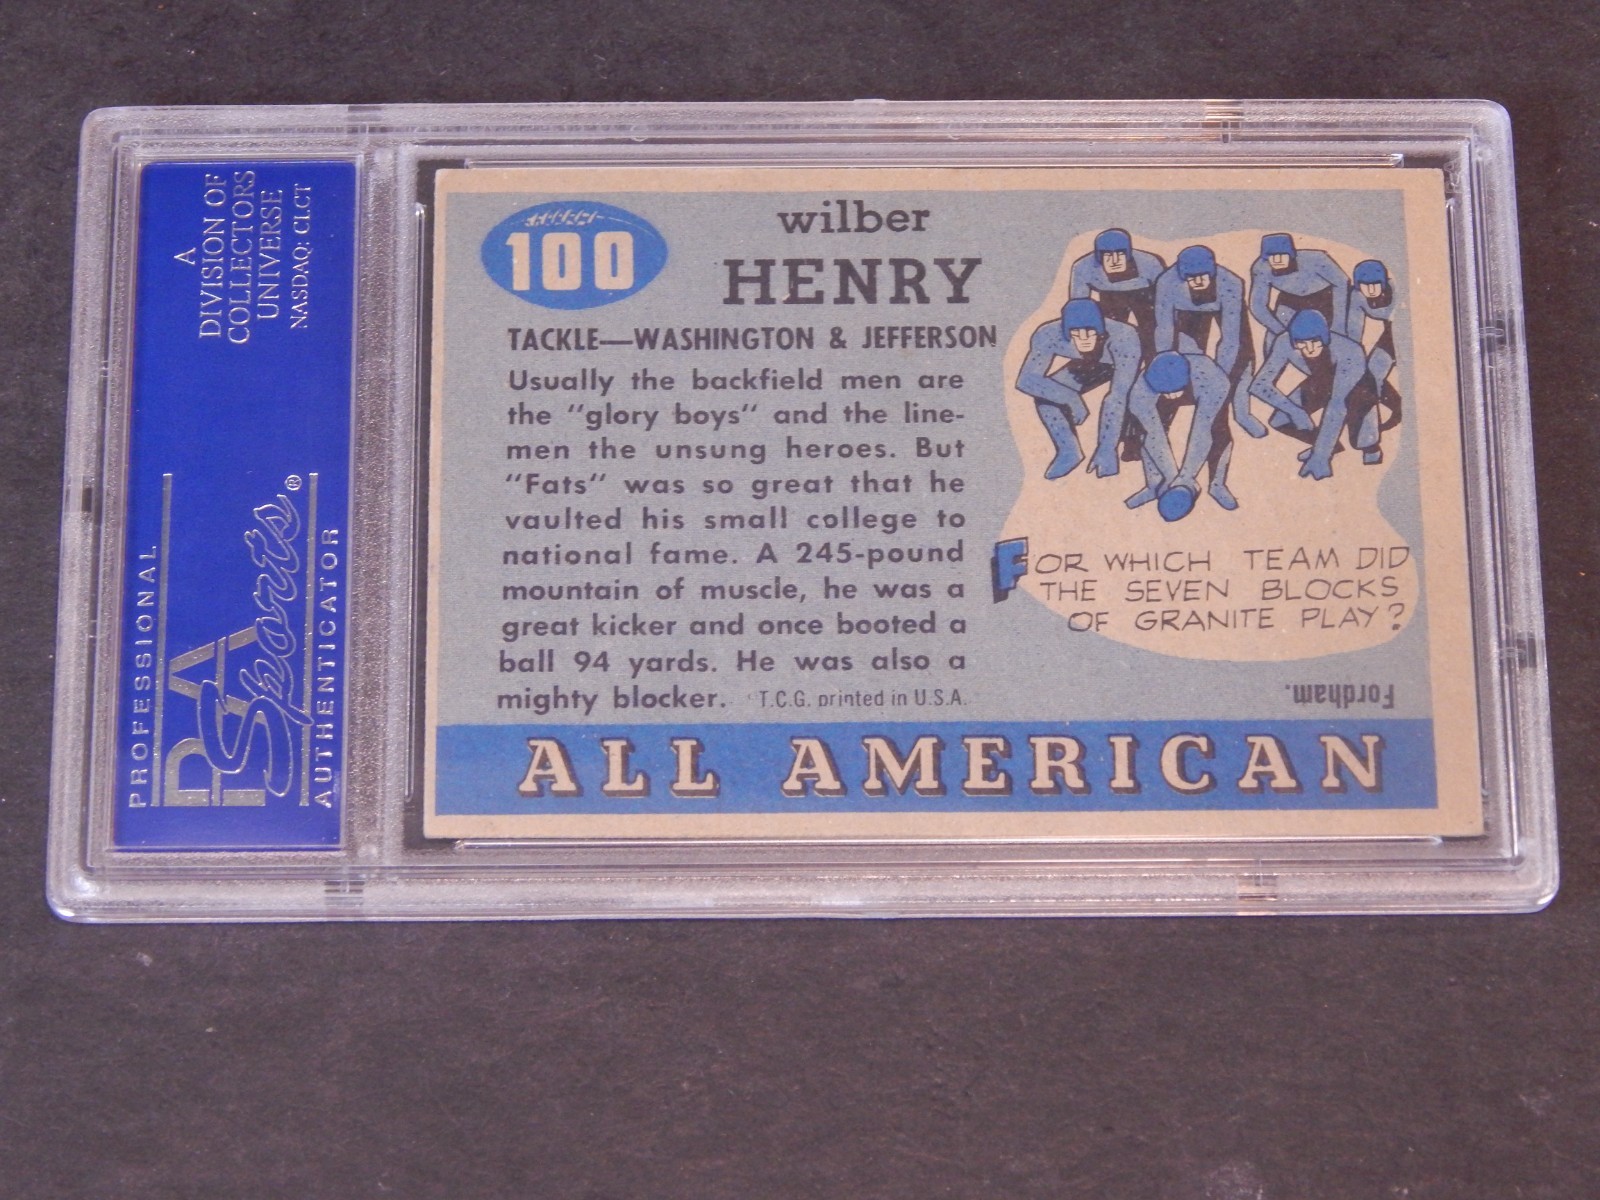 A
DIVISION OF
COLLECTORS
UNIVERSE
NASDAQ: CLCT
PROFESSIONAL
PSA
Sports®
AUTHENTICATOR
100
wilber
HENRY
TACKLE—WASHINGTON & JEFFERSON
Usually the backfield men are
the "glory boys" and the line-
men the unsung heroes. But
"Fats" was so great that he
vaulted his small college to
national fame. A 245-pound
mountain of muscle, he was a
great kicker and once booted a
ball 94 yards. He was also a
mighty blocker. T.C.G. printed in U.S.A.
FOR WHICH TEAM DID
THE SEVEN BLOCKS
OF GRANITE PLAY?
Fordham.
ALL AMERICAN